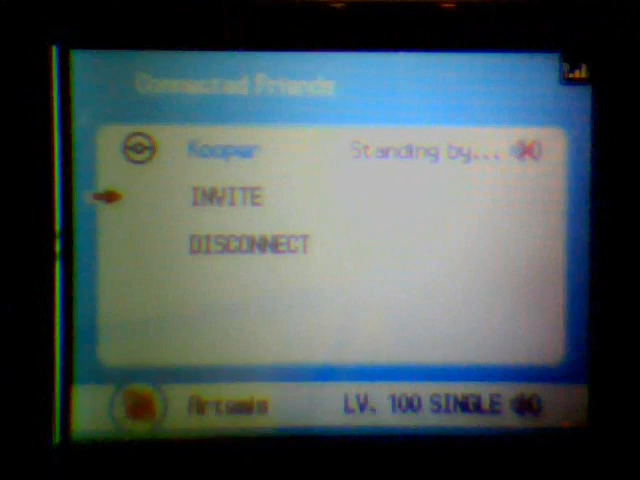 Connected Friends
Kooper Standing by...
INVITE
DISCONNECT
Artemis LV. 100 SINGLE